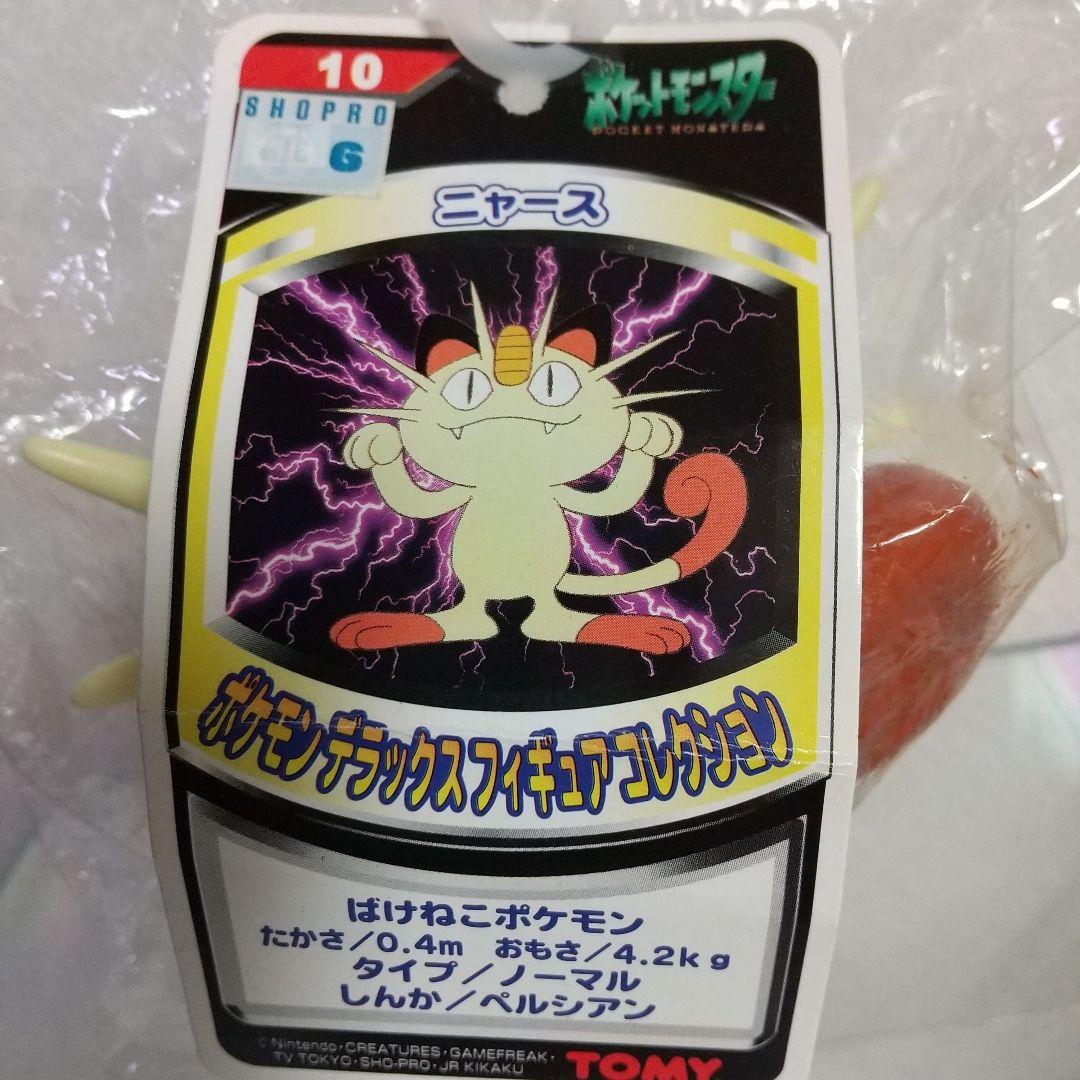 10
SHOPRO
G
ポケットモンスター
POCKET MONSTERS
ニャース
ポケモン デラックス フィギュア コレクション
ばけねこポケモン
たかさ/0.4m おもさ/4.2kg
タイプ/ノーマル
しんか/ペルシアン
© Nintendo・CREATURES・GAMEFREAK・
TV TOKYO・SHO-PRO・JR KIKAKU
TOMY